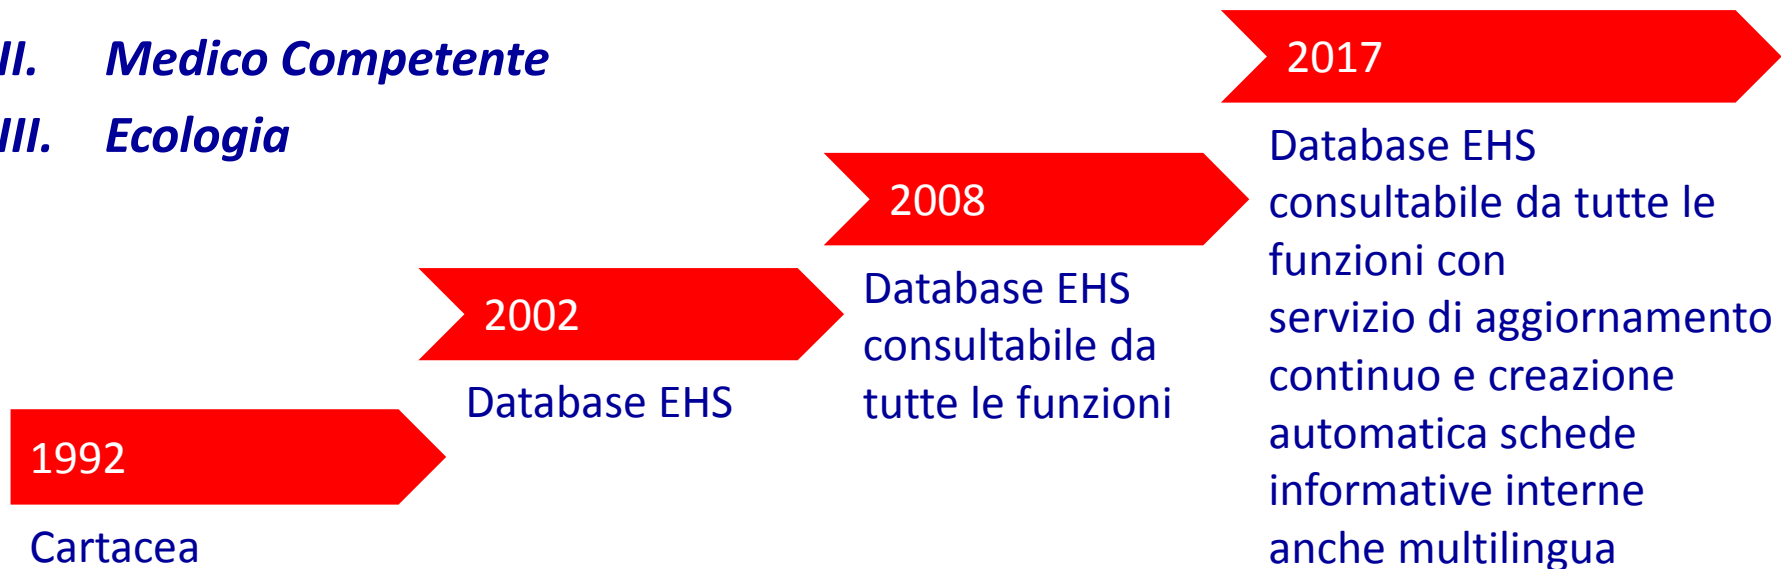 II. Medico Competente
III. Ecologia
1992
Cartacea
2002
Database EHS
2008
Database EHS
consultabile da
tutte le funzioni
2017
Database EHS
consultabile da tutte le
funzioni con
servizio di aggiornamento
continuo e creazione
automatica schede
informative interne
anche multilingua